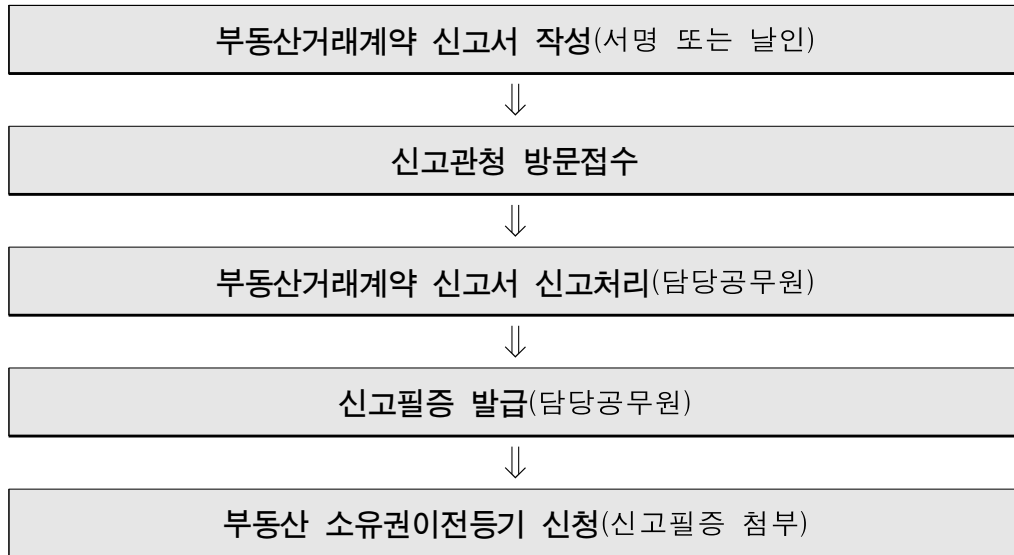 부동산거래계약 신고서 작성(서명 또는 날인)
⇓
신고관청 방문접수
⇓
부동산거래계약 신고서 신고처리(담당공무원)
⇓
신고필증 발급(담당공무원)
⇓
부동산 소유권이전등기 신청(신고필증 첨부)